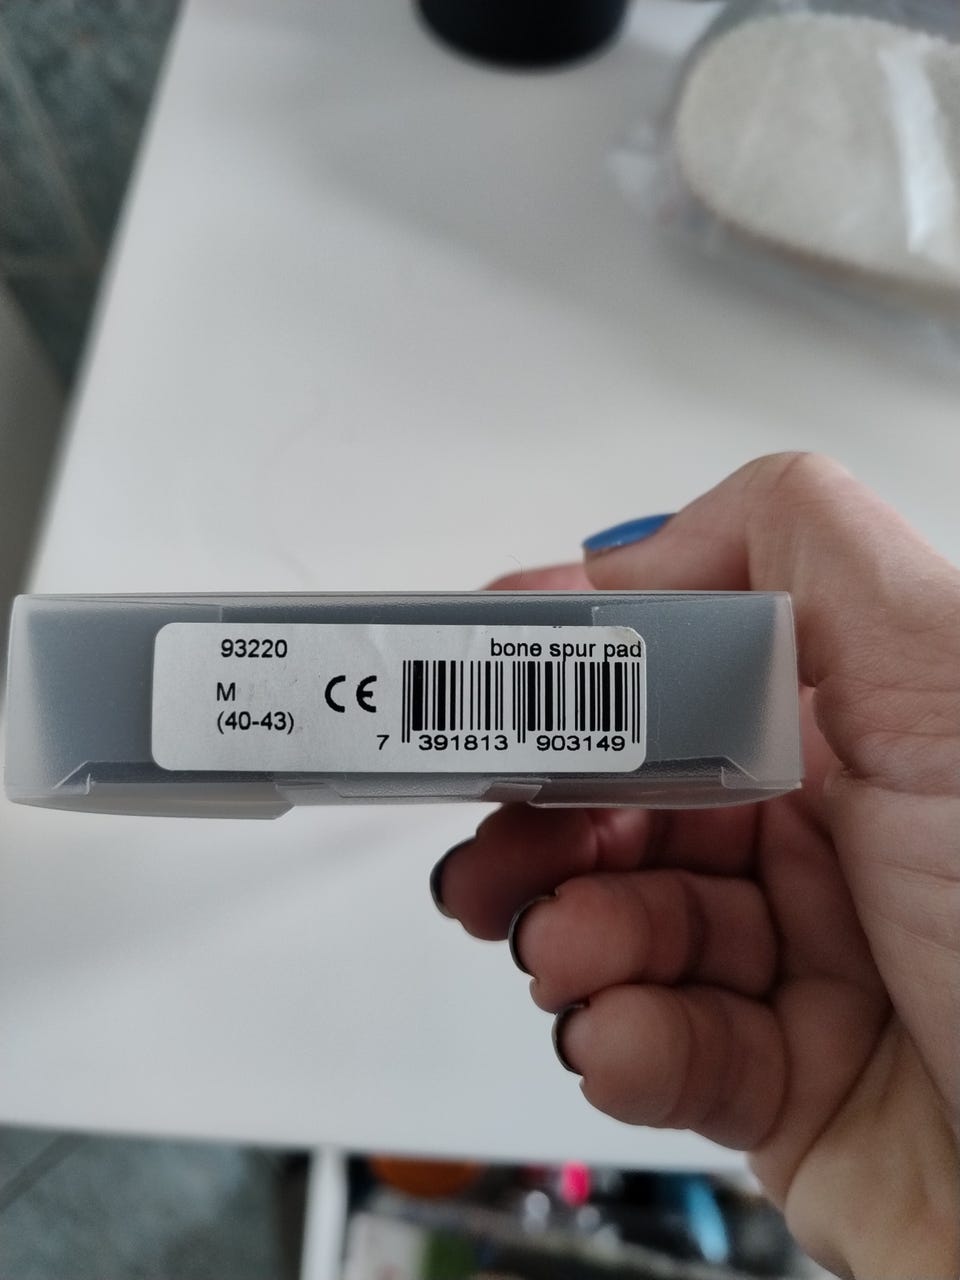 93220
bone spur pad
M
(40-43)
CE
7 391813 903149